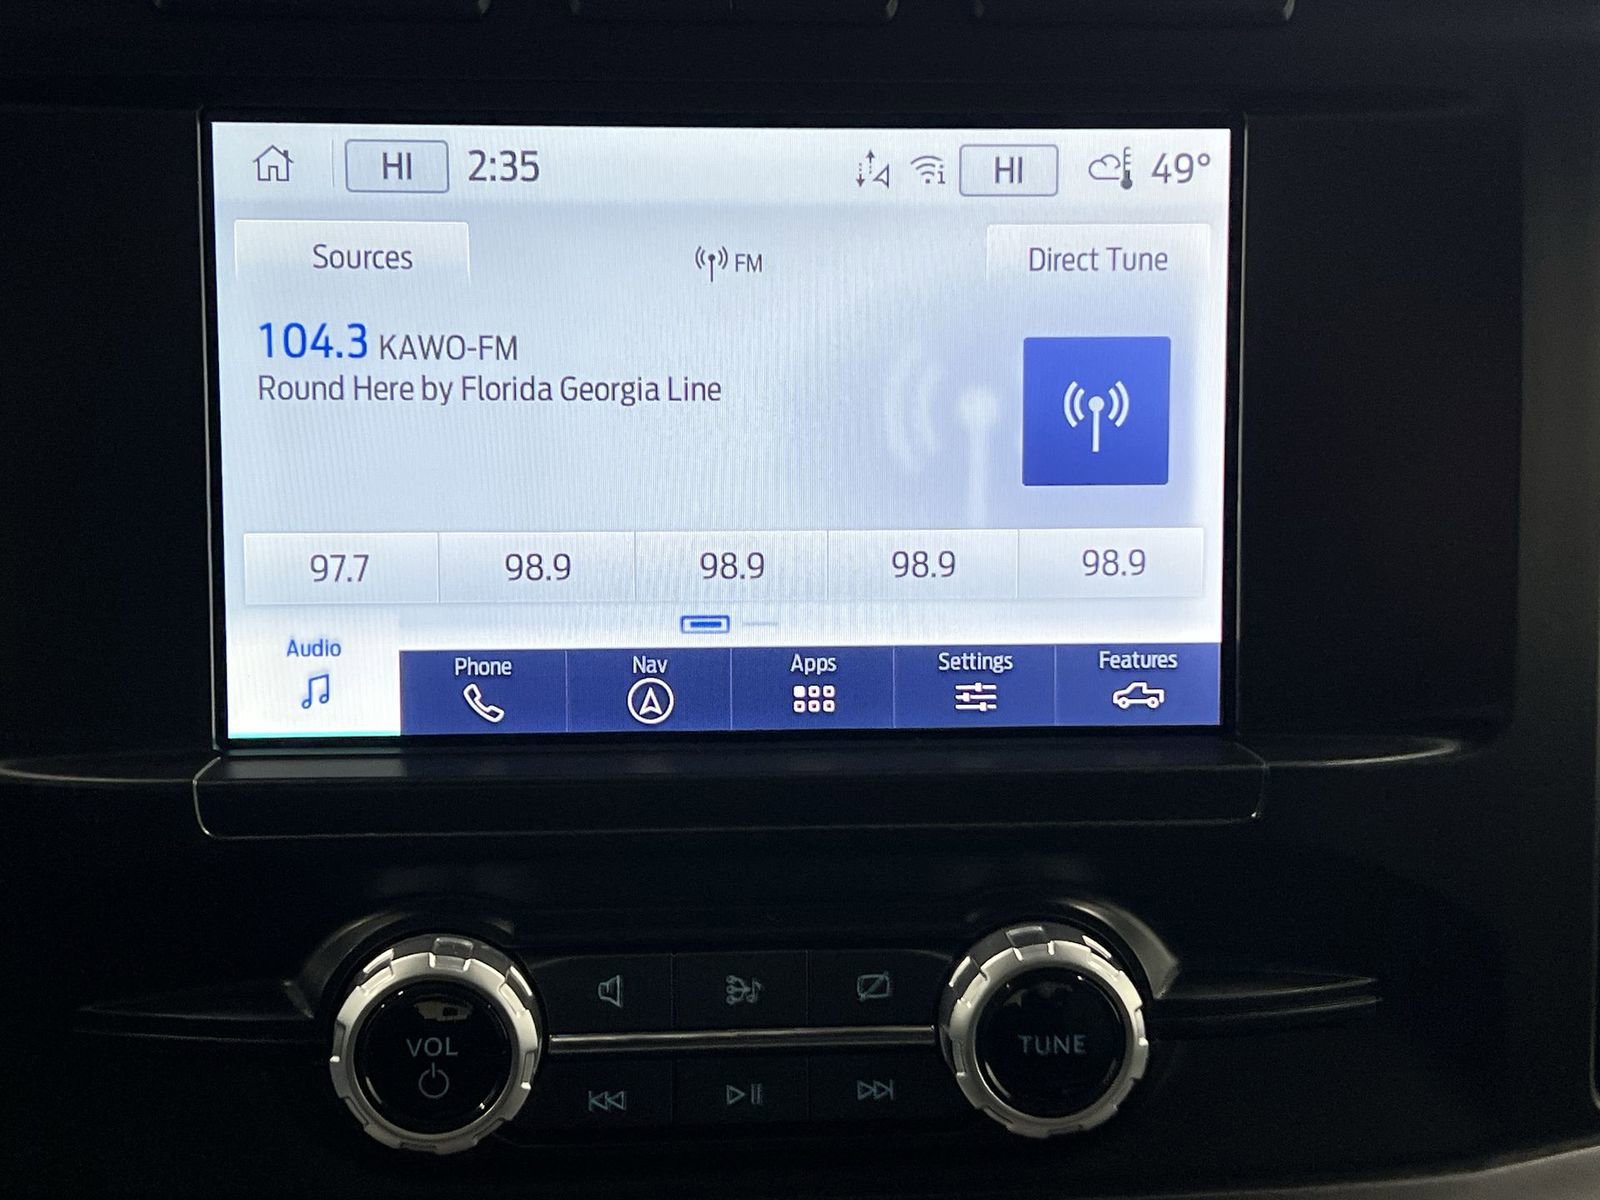 HI 2:35 HI 49°
Sources FM Direct Tune
104.3 KAWO-FM
Round Here by Florida Georgia Line
97.7 98.9 98.9 98.9 98.9
Audio Phone Nav Apps Settings Features
VOL TUNE